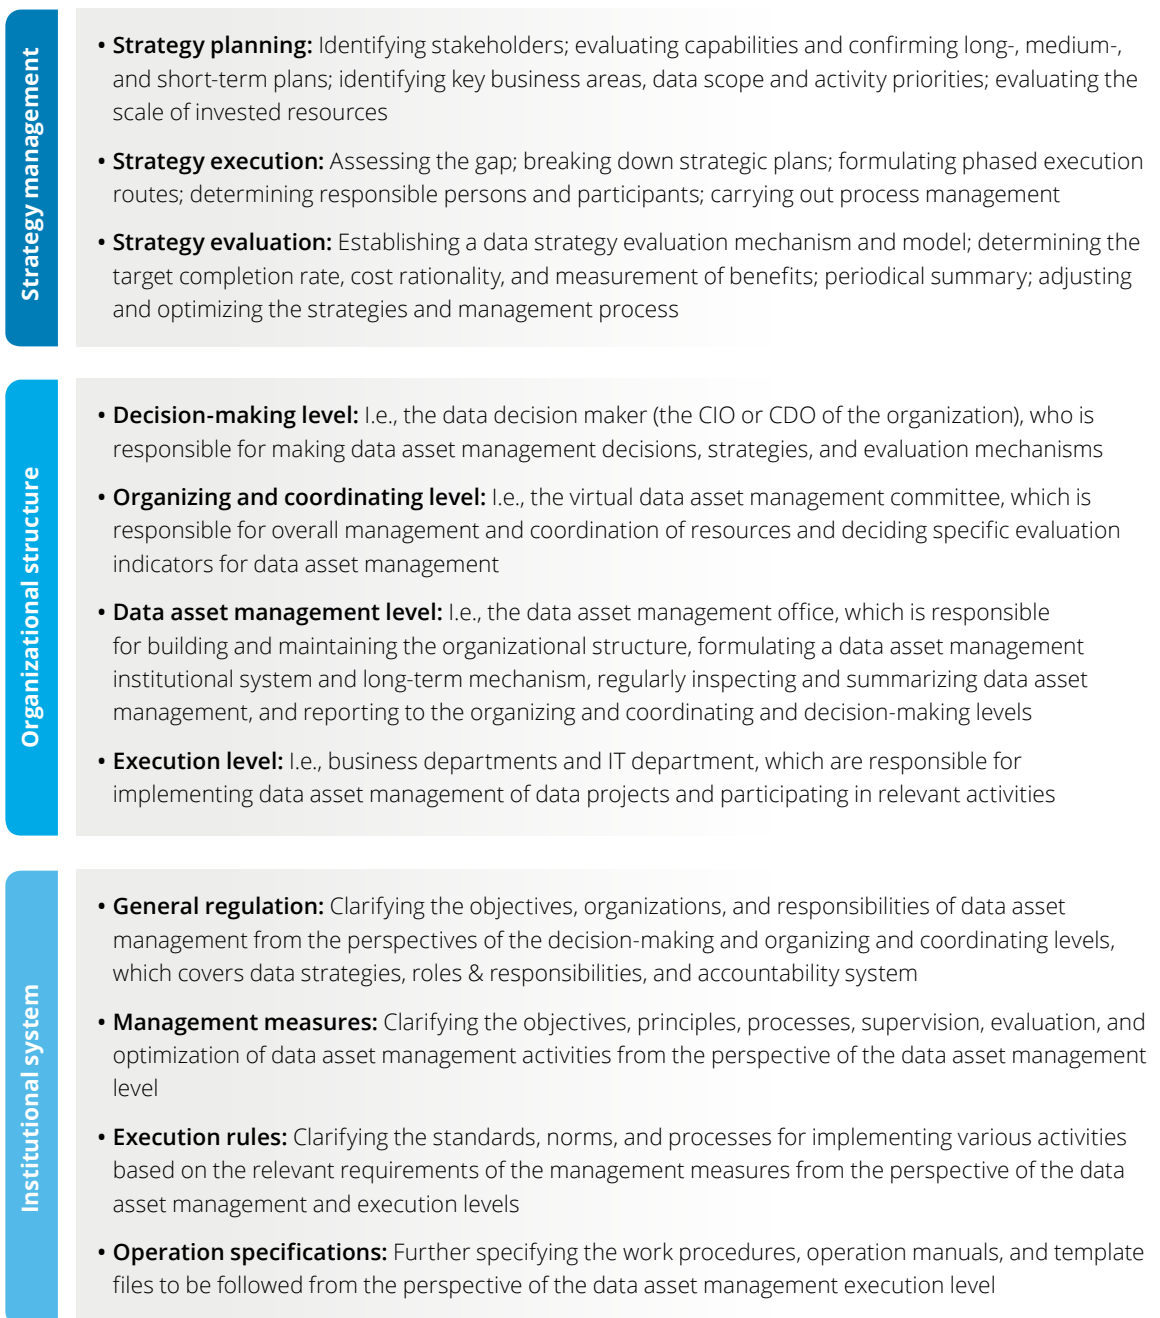 Strategy management
• Strategy planning: Identifying stakeholders; evaluating capabilities and confirming long-, medium-,
and short-term plans; identifying key business areas, data scope and activity priorities; evaluating the
scale of invested resources
• Strategy execution: Assessing the gap; breaking down strategic plans; formulating phased execution
routes; determining responsible persons and participants; carrying out process management
• Strategy evaluation: Establishing a data strategy evaluation mechanism and model; determining the
target completion rate, cost rationality, and measurement of benefits; periodical summary; adjusting
and optimizing the strategies and management process
Organizational structure
• Decision-making level: I.e., the data decision maker (the CIO or CDO of the organization), who is
responsible for making data asset management decisions, strategies, and evaluation mechanisms
• Organizing and coordinating level: I.e., the virtual data asset management committee, which is
responsible for overall management and coordination of resources and deciding specific evaluation
indicators for data asset management
• Data asset management level: I.e., the data asset management office, which is responsible
for building and maintaining the organizational structure, formulating a data asset management
institutional system and long-term mechanism, regularly inspecting and summarizing data asset
management, and reporting to the organizing and coordinating and decision-making levels
• Execution level: I.e., business departments and IT department, which are responsible for
implementing data asset management of data projects and participating in relevant activities
Institutional system
• General regulation: Clarifying the objectives, organizations, and responsibilities of data asset
management from the perspectives of the decision-making and organizing and coordinating levels,
which covers data strategies, roles & responsibilities, and accountability system
• Management measures: Clarifying the objectives, principles, processes, supervision, evaluation, and
optimization of data asset management activities from the perspective of the data asset management
level
• Execution rules: Clarifying the standards, norms, and processes for implementing various activities
based on the relevant requirements of the management measures from the perspective of the data
asset management and execution levels
• Operation specifications: Further specifying the work procedures, operation manuals, and template
files to be followed from the perspective of the data asset management execution level